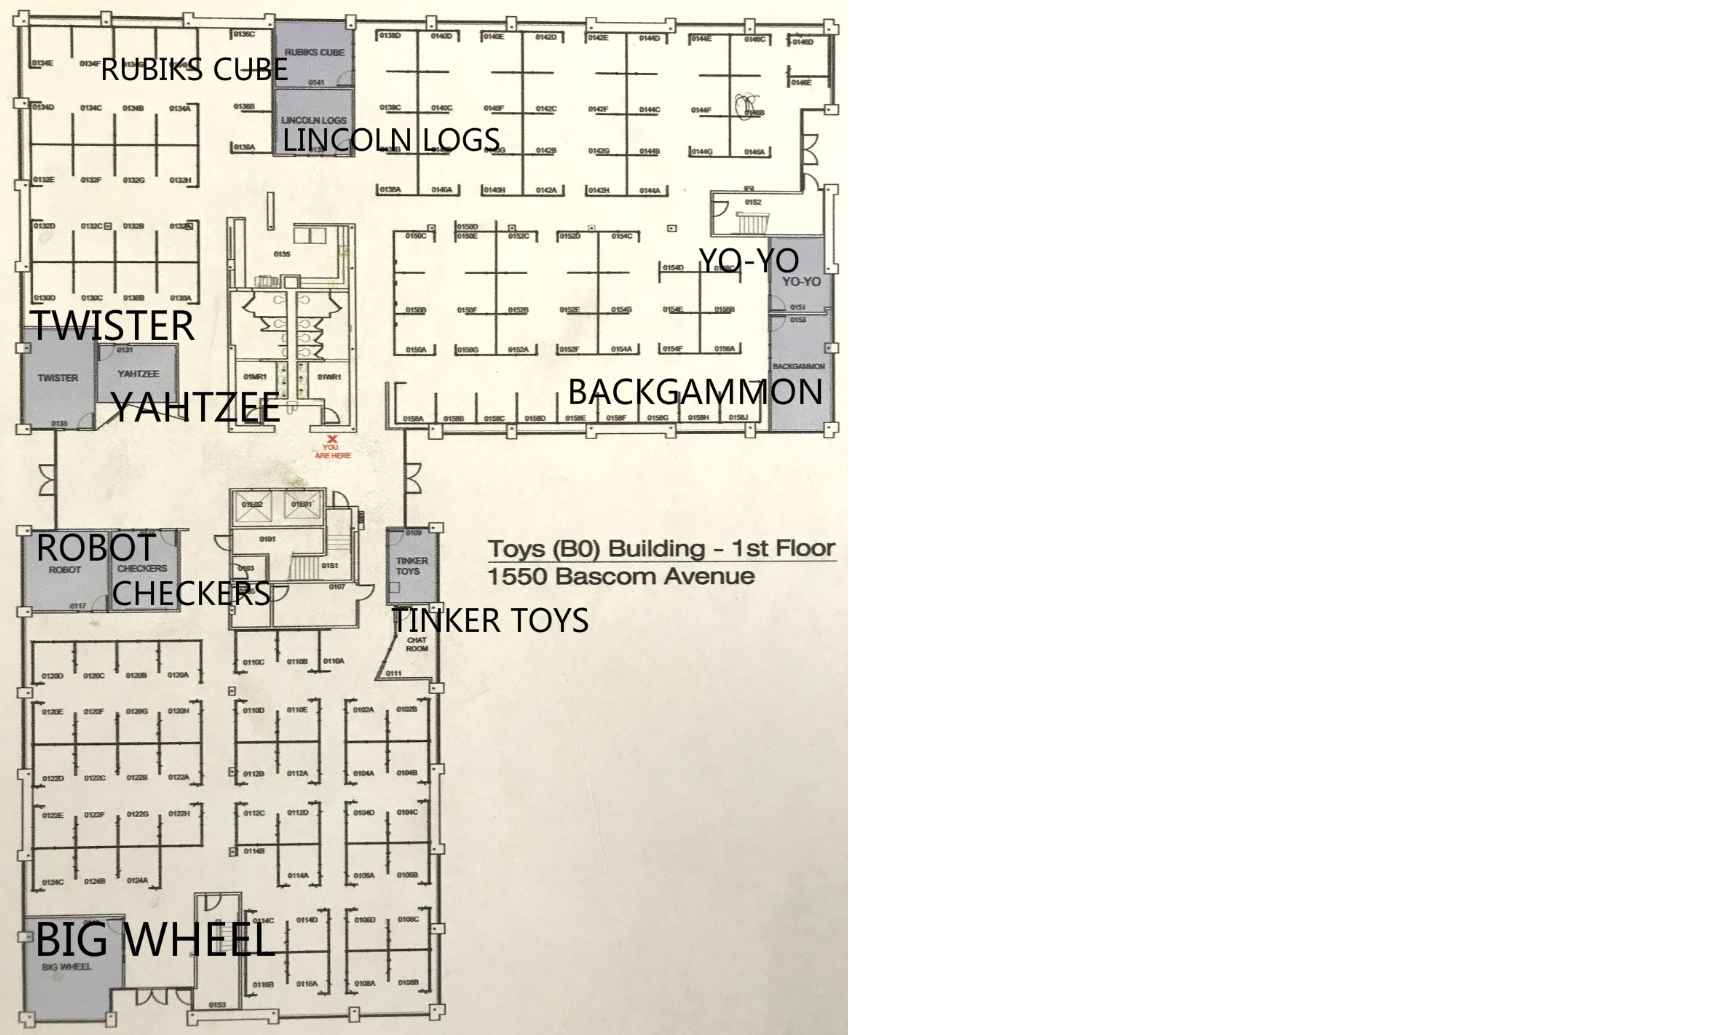 0136C
RUBIKS CUBE
0138D
0140D
0140E
0142D
0142E
0144D
0144E
0146C
0146D
0134E
0134F
RUBIKS CUBE
0141
0146E
0134D
0134C
0134B
0134A
0136B
0138C
0140C
0140F
0142C
0142F
0144C
0144F
0146B
LINCOLN LOGS
LINCOLN LOGS
0136A
0142B
0142G
0144B
0144G
0146A
0132E
0132F
0132G
0132H
0138A
0140A
0140H
0142A
0142H
0144A
01S2
0132D
0132C
0132B
0132A
0150D
0150C
0150E
0152C
0152D
0154C
0135
YO-YO
0154D
YO-YO
0130D
0130C
0130B
0130A
0151
0150B
0150F
0152B
0152E
0154B
0154E
0156B
0153
TWISTER
0131
0150A
0150G
0152A
0152F
0154A
0154F
0156A
TWISTER
YAHTZEE
01MR1
01WR1
BACKGAMMON
BACKGAMMON
YAHTZEE
0133
0158A
0158B
0158C
0158D
0158E
0158F
0158G
0158H
0158J
X
YOU
ARE HERE
01E02
01E01
ROBOT
0101
0109
Toys (B0) Building - 1st Floor
ROBOT
CHECKERS
0103
01S1
TINKER
TOYS
1550 Bascom Avenue
CHECKERS
0107
0117
TINKER TOYS
CHAT
ROOM
0110C
0110B
0110A
0111
0120D
0120C
0120B
0120A
0120E
0120F
0120G
0120H
0110D
0110E
0102A
0102B
0122D
0122C
0122B
0122A
0112B
0112A
0104A
0104B
0122E
0122F
0122G
0122H
0112C
0112D
0104D
0104C
0114B
0124C
0124B
0124A
0114A
0106A
0106B
0114C
0114D
0106D
0106C
BIG WHEEL
BIG WHEEL
0116B
0116A
0108A
0108B
01S3